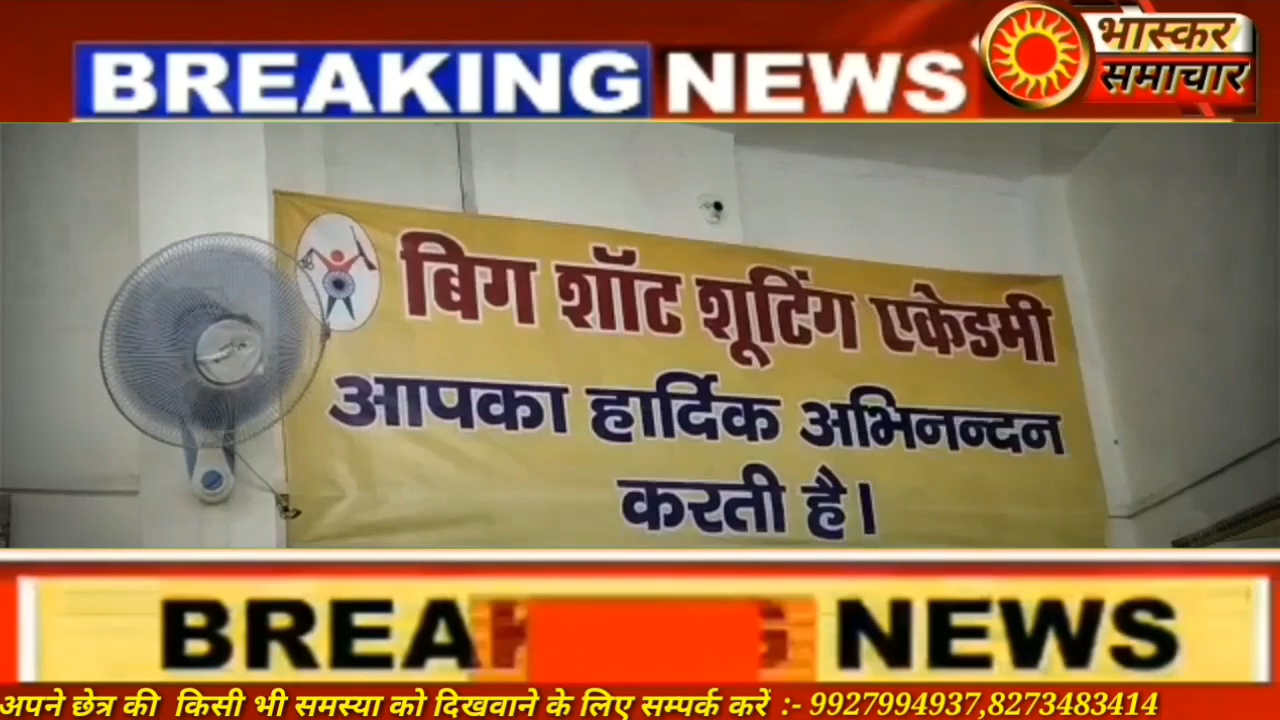 BREAKING NEWS
भास्कर
समाचार
बिग शॉट शूटिंग एकेडमी
आपका हार्दिक अभिनन्दन
करती है।
BREA NEWS
अपने छेत्र की किसी भी समस्या को दिखवाने के लिए सम्पर्क करें :- 9927994937,8273483414